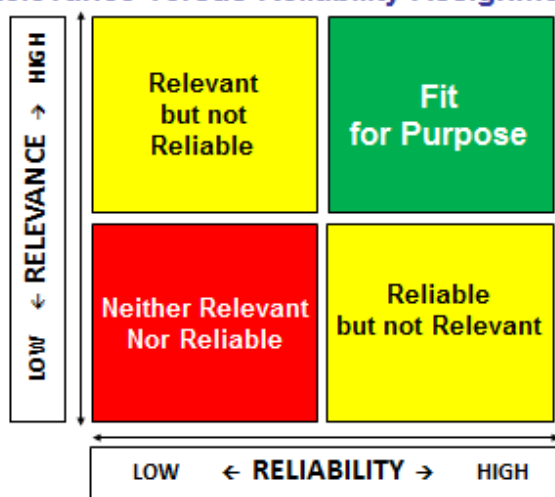 Reliability
HIGH
← RELEVANCE →
LOW
Relevant
but not
Reliable
Fit
for Purpose
Neither Relevant
Nor Reliable
Reliable
but not Relevant
LOW ← RELIABILITY → HIGH